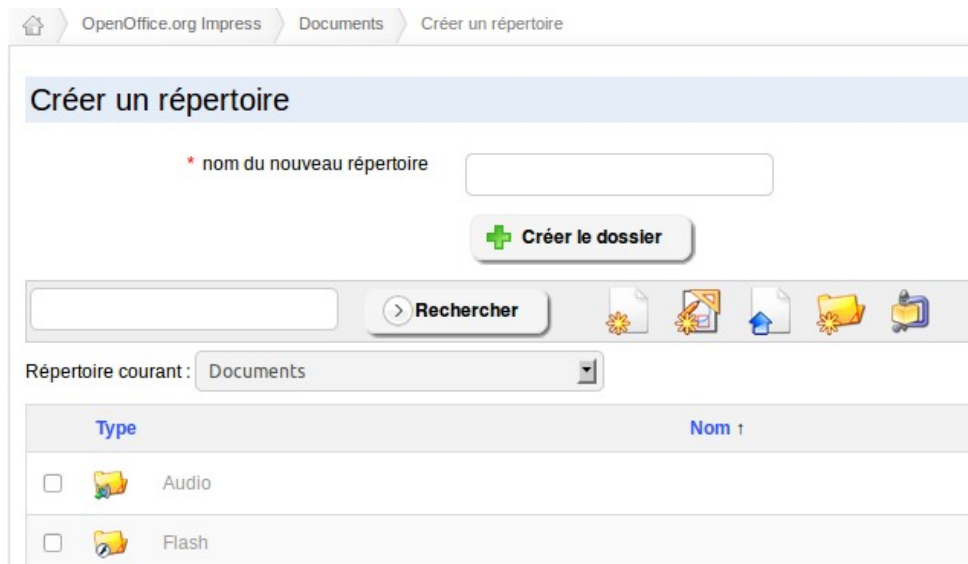 OpenOffice.org Impress Documents Créer un répertoire
Créer un répertoire
* nom du nouveau répertoire
Créer le dossier
Rechercher
Répertoire courant : Documents
Type Nom ↑
Audio
Flash